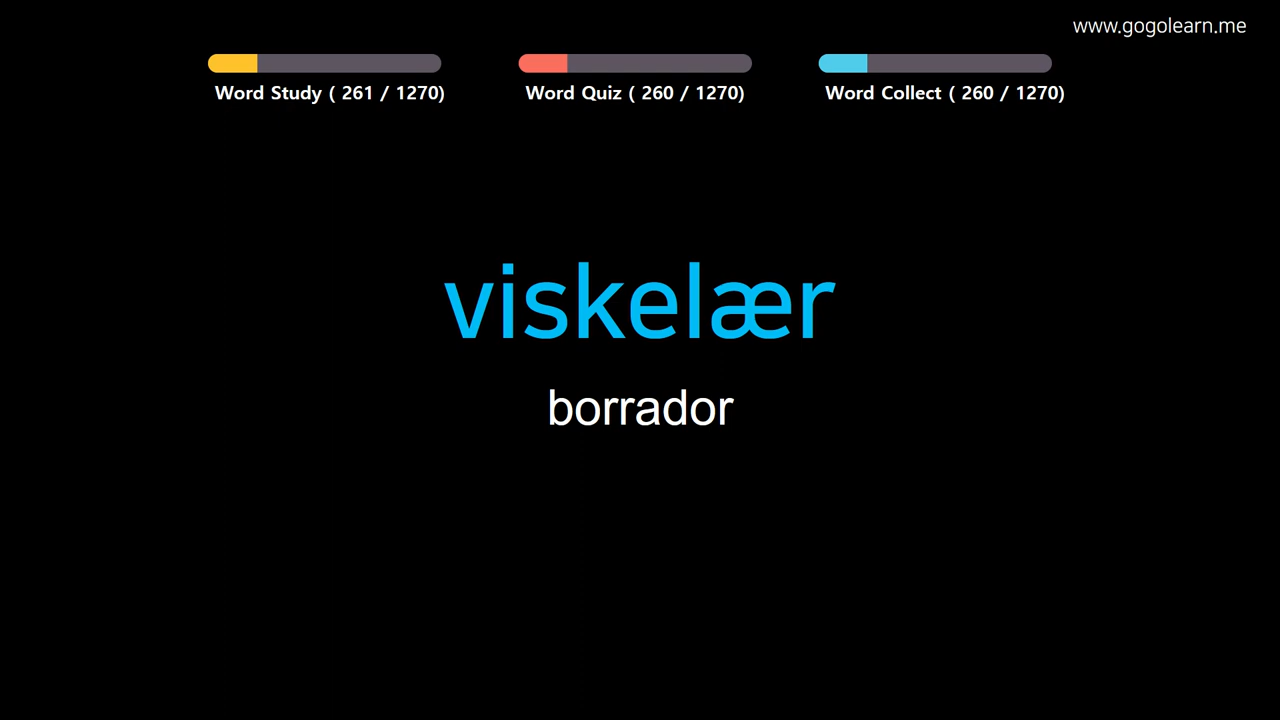 www.gogolearn.me
Word Study ( 261 / 1270)
Word Quiz ( 260 / 1270)
Word Collect ( 260 / 1270)
viskelær
borrador